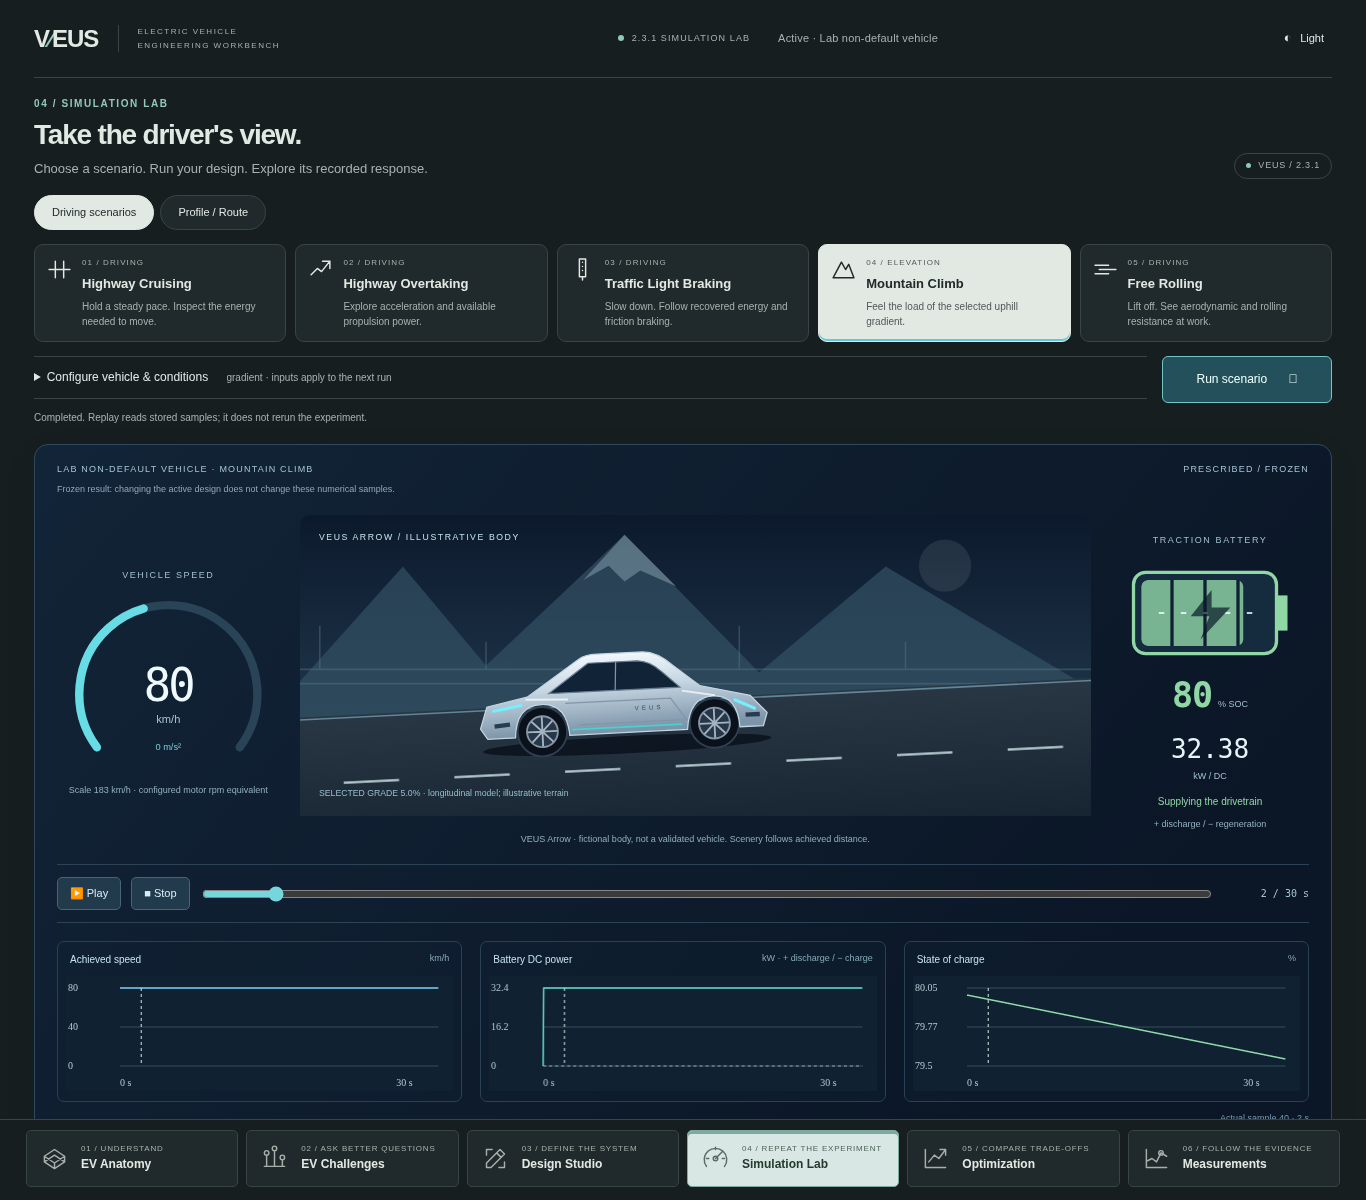 VEUS
ELECTRIC VEHICLE
ENGINEERING WORKBENCH
2.3.1 SIMULATION LAB
Active · Lab non-default vehicle
Light
04 / SIMULATION LAB
Take the driver's view.
Choose a scenario. Run your design. Explore its recorded response.
VEUS / 2.3.1
Driving scenarios
Profile / Route
01 / DRIVING
Highway Cruising
Hold a steady pace. Inspect the energy
needed to move.
02 / DRIVING
Highway Overtaking
Explore acceleration and available
propulsion power.
03 / DRIVING
Traffic Light Braking
Slow down. Follow recovered energy and
friction braking.
04 / ELEVATION
Mountain Climb
Feel the load of the selected uphill
gradient.
05 / DRIVING
Free Rolling
Lift off. See aerodynamic and rolling
resistance at work.
Configure vehicle & conditions
gradient · inputs apply to the next run
Run scenario
Completed. Replay reads stored samples; it does not rerun the experiment.
LAB NON-DEFAULT VEHICLE · MOUNTAIN CLIMB
PRESCRIBED / FROZEN
Frozen result: changing the active design does not change these numerical samples.
VEHICLE SPEED
80
km/h
0 m/s²
Scale 183 km/h · configured motor rpm equivalent
VEUS ARROW / ILLUSTRATIVE BODY
VEUS
SELECTED GRADE 5.0% · longitudinal model; illustrative terrain
VEUS Arrow · fictional body, not a validated vehicle. Scenery follows achieved distance.
TRACTION BATTERY
80 % SOC
32.38
kW / DC
Supplying the drivetrain
+ discharge / − regeneration
Play
Stop
2 / 30 s
Achieved speed
km/h
80
40
0
0 s
30 s
Battery DC power
kW · + discharge / − charge
32.4
16.2
0
0 s
30 s
State of charge
%
80.05
79.77
79.5
0 s
30 s
Actual sample 40 · 2 s
01 / UNDERSTAND
EV Anatomy
02 / ASK BETTER QUESTIONS
EV Challenges
03 / DEFINE THE SYSTEM
Design Studio
04 / REPEAT THE EXPERIMENT
Simulation Lab
05 / COMPARE TRADE-OFFS
Optimization
06 / FOLLOW THE EVIDENCE
Measurements